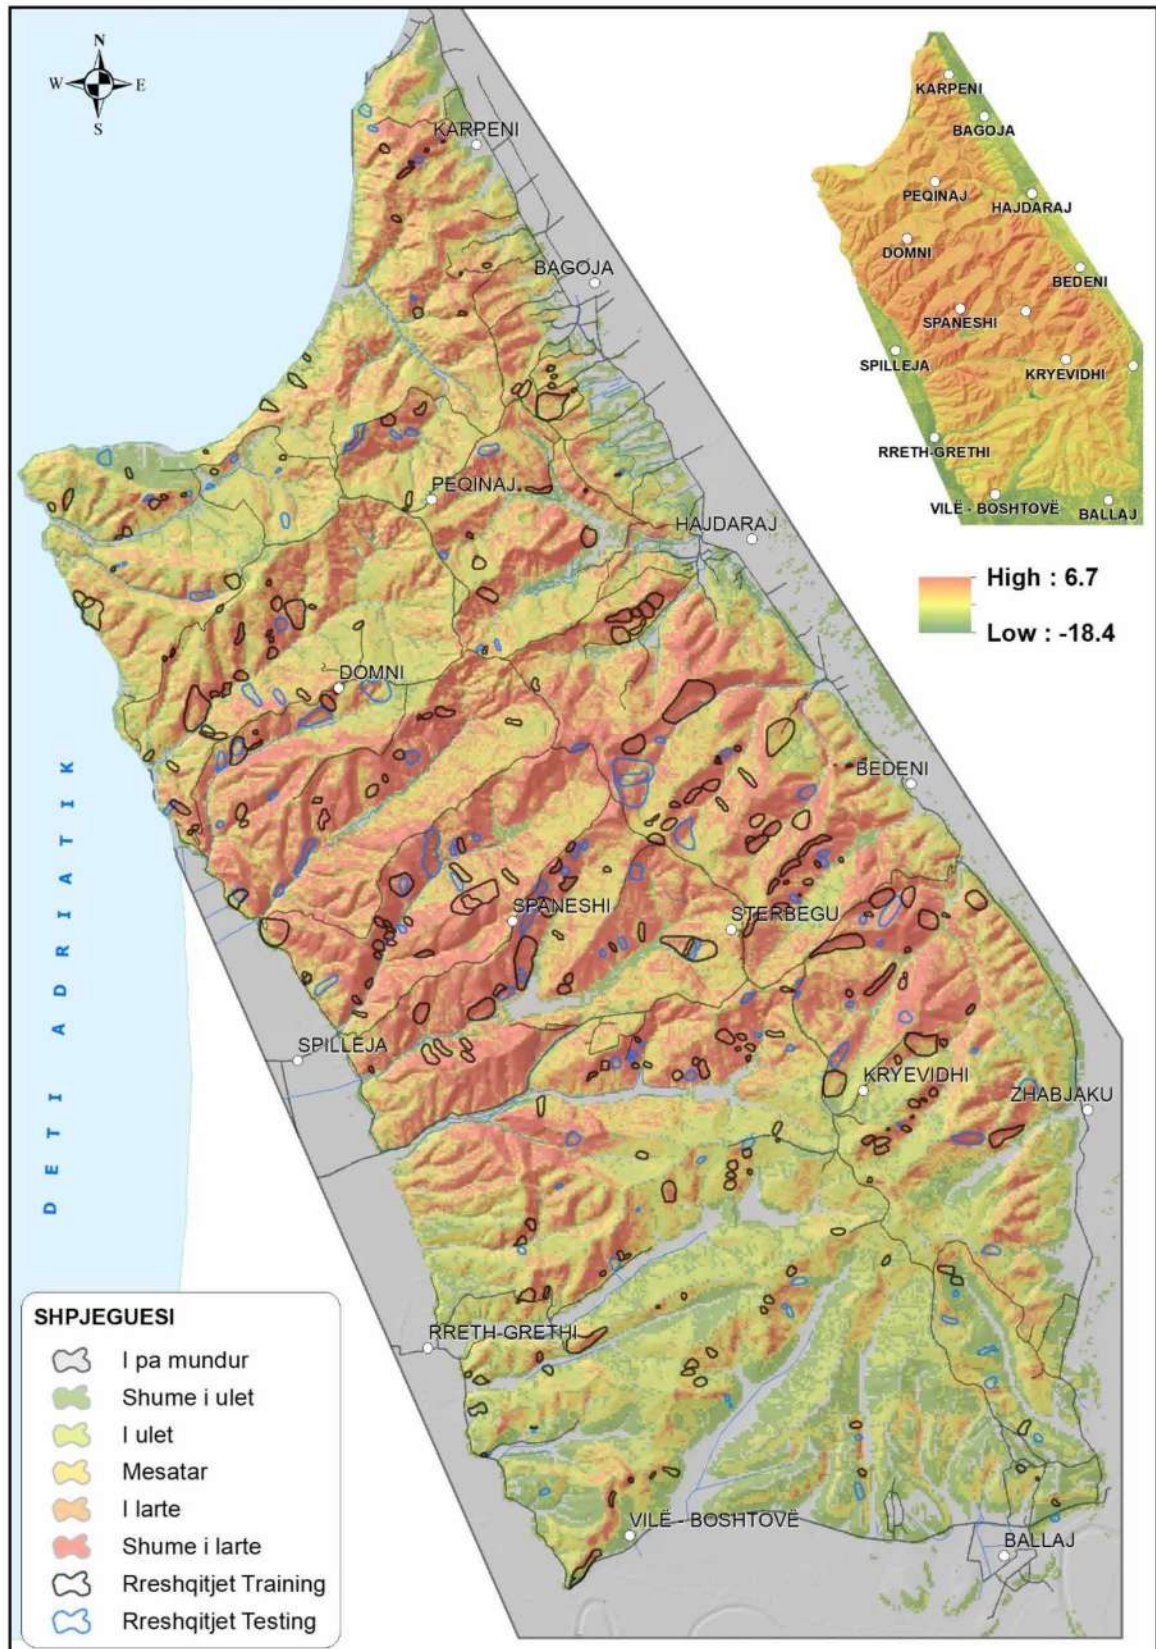 N
W E
S
KARPENI
BAGOJA
PEQINAJ
HAJDARAJ
DOMNI
BEDENI
SPANESHI
STERBEGU
SPILLEJA
KRYEVIDHI
ZHABJAKU
RRETH-GRETHI
VILË - BOSHTOVË
BALLAJ
DETI ADRIATIK
KARPENI
BAGOJA
PEQINAJ
HAJDARAJ
DOMNI
BEDENI
SPANESHI
SPILLEJA
KRYEVIDHI
RRETH-GRETHI
VILË - BOSHTOVË
BALLAJ
High : 6.7
Low : -18.4
SHPJEGUESI
I pa mundur
Shume i ulet
I ulet
Mesatar
I larte
Shume i larte
Rreshqitjet Training
Rreshqitjet Testing